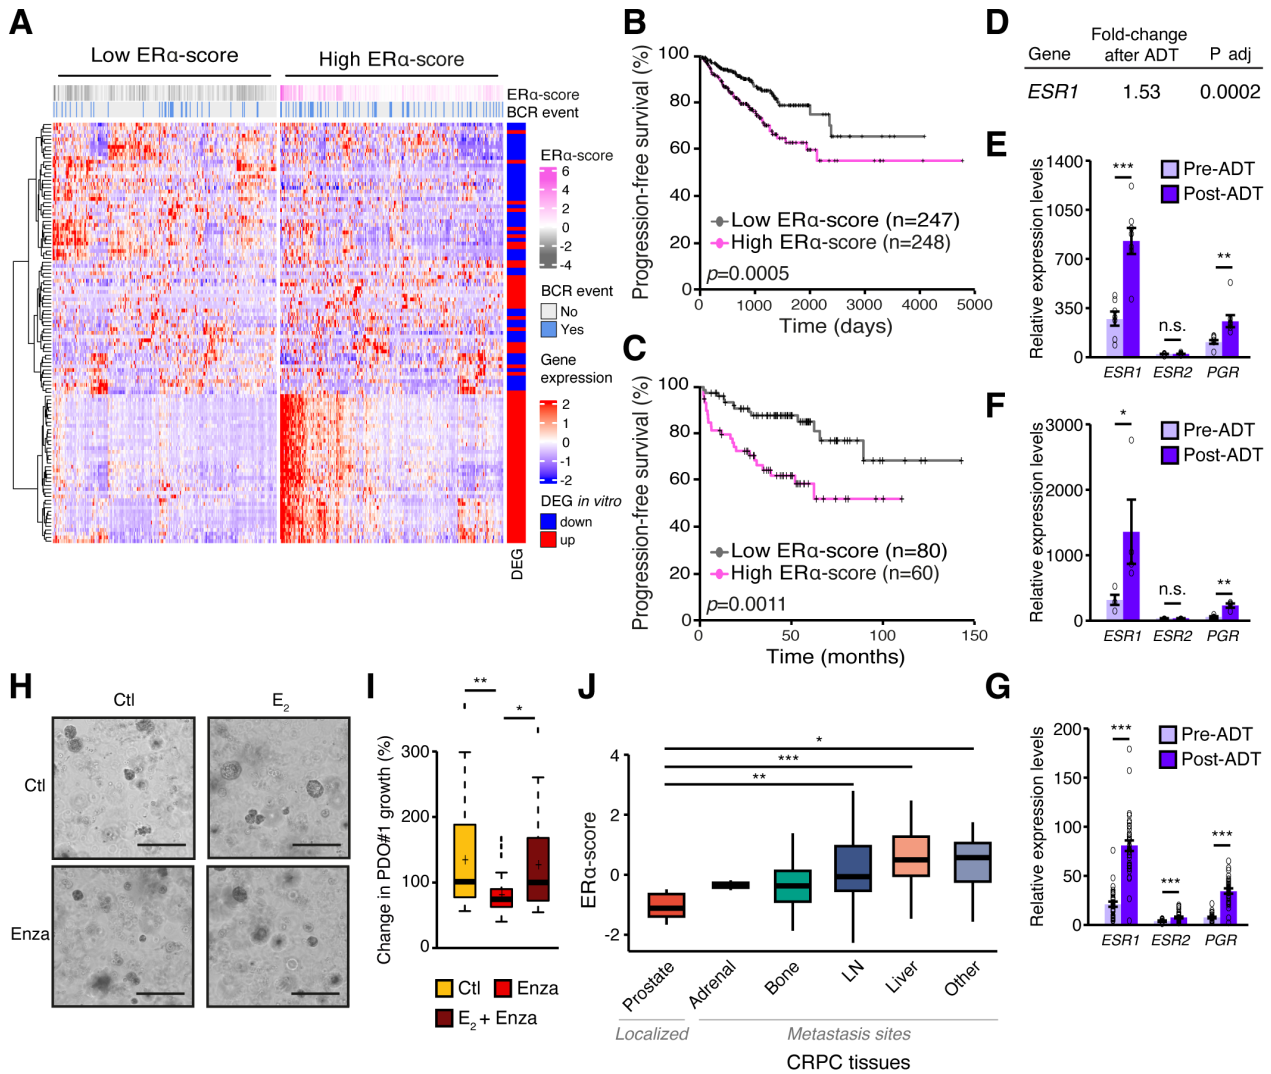 A
Low ERα-score
High ERα-score
ERα-score
BCR event
ERα-score
6
4
2
0
-2
-4
BCR event
No
Yes
Gene
expression
2
1
0
-1
-2
DEG in vitro
down
up
DEG
B
Progression-free survival (%)
100
80
60
40
20
0
Low ERα-score (n=247)
High ERα-score (n=248)
p=0.0005
0
1000
2000
3000
4000
5000
Time (days)
C
Progression-free survival (%)
100
80
60
40
20
0
Low ERα-score (n=80)
High ERα-score (n=60)
p=0.0011
0
50
100
150
Time (months)
D
Gene
Fold-change
after ADT
P adj
ESR1
1.53
0.0002
E
Relative expression levels
1400
1050
700
350
0
***
n.s.
**
Pre-ADT
Post-ADT
ESR1
ESR2
PGR
F
Relative expression levels
3000
2000
1000
0
*
n.s.
**
Pre-ADT
Post-ADT
ESR1
ESR2
PGR
G
Relative expression levels
200
150
100
50
0
***
***
***
Pre-ADT
Post-ADT
ESR1
ESR2
PGR
H
Ctl
E2
Ctl
Enza
I
Change in PDO#1 growth (%)
300
200
100
0
**
*
Ctl
Enza
E2 + Enza
J
ERα-score
4
2
0
-2
*
***
**
Prostate
Adrenal
Bone
LN
Liver
Other
Localized
Metastasis sites
CRPC tissues